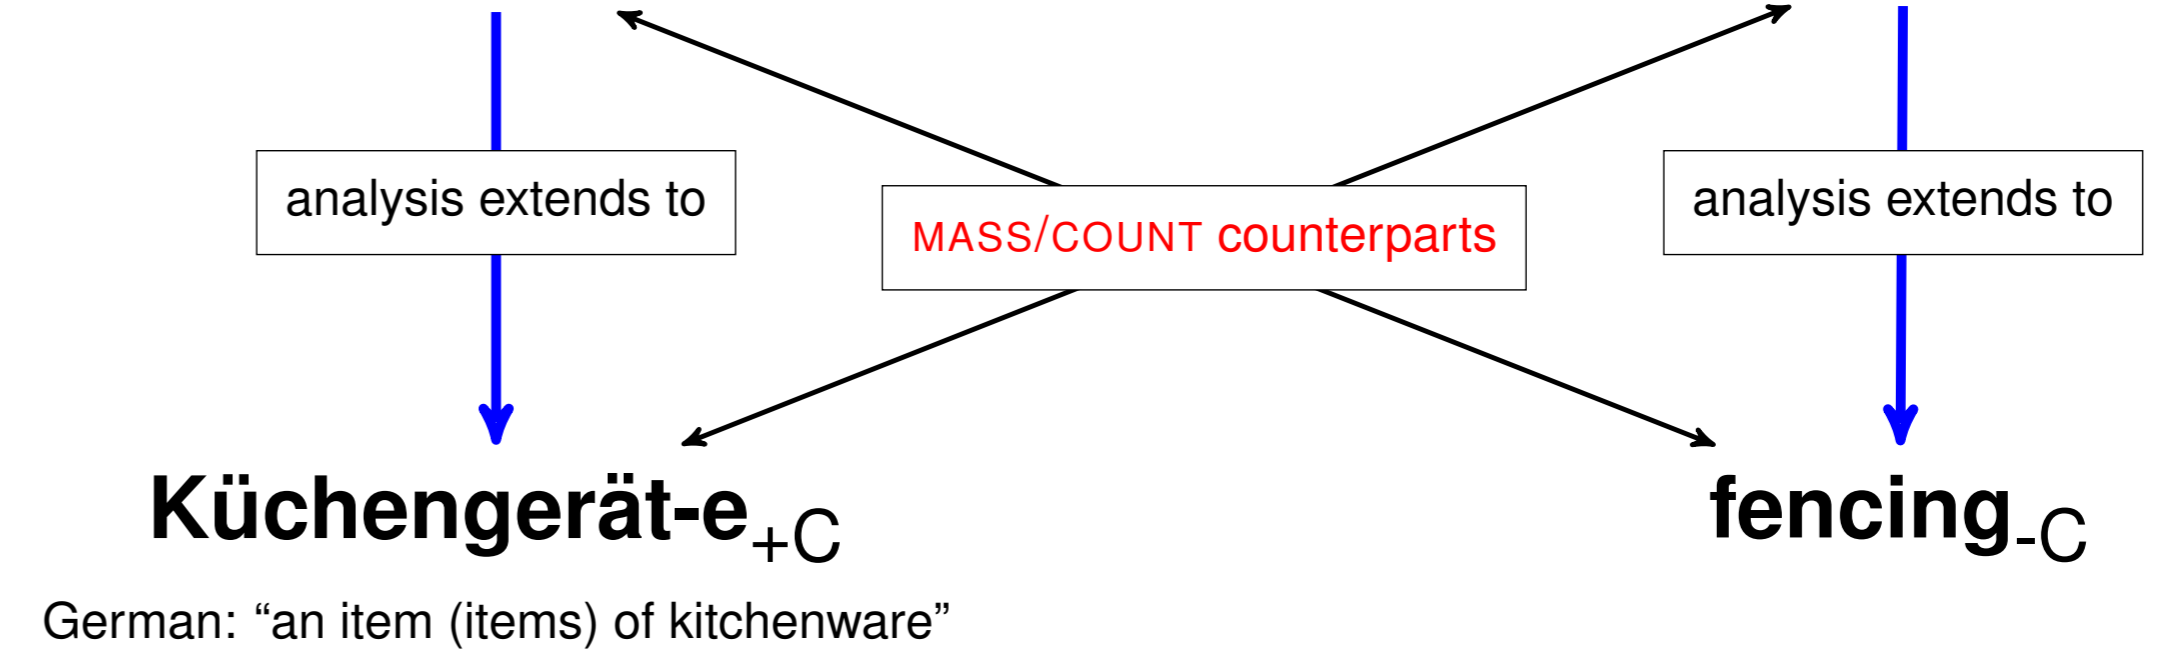 analysis extends to
analysis extends to
MASS/COUNT counterparts
Küchengerät-e+C
fencing-C
German: “an item (items) of kitchenware”